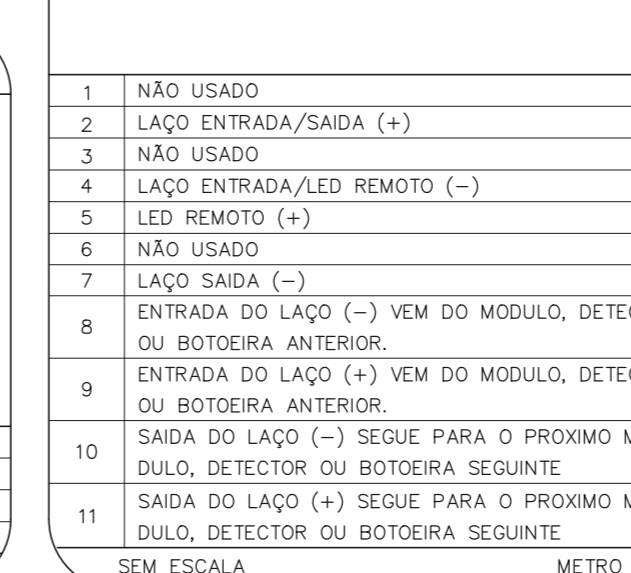 1 NÃO USADO
2 LAÇO ENTRADA/SAIDA (+)
3 NÃO USADO
4 LAÇO ENTRADA/LED REMOTO (−)
5 LED REMOTO (+)
6 NÃO USADO
7 LAÇO SAIDA (−)
8 ENTRADA DO LAÇO (−) VEM DO MODULO,
OU BOTOEIRA ANTERIOR.
9 ENTRADA DO LAÇO (+) VEM DO MODULO,
OU BOTOEIRA ANTERIOR.
10 SAIDA DO LAÇO (−) SEGUE PARA O PROXIMO
DULO, DETECTOR OU BOTOEIRA SEGUINTE
11 SAIDA DO LAÇO (+) SEGUE PARA O PROXIMO
DULO, DETECTOR OU BOTOEIRA SEGUINTE
SEM ESCALA METRO